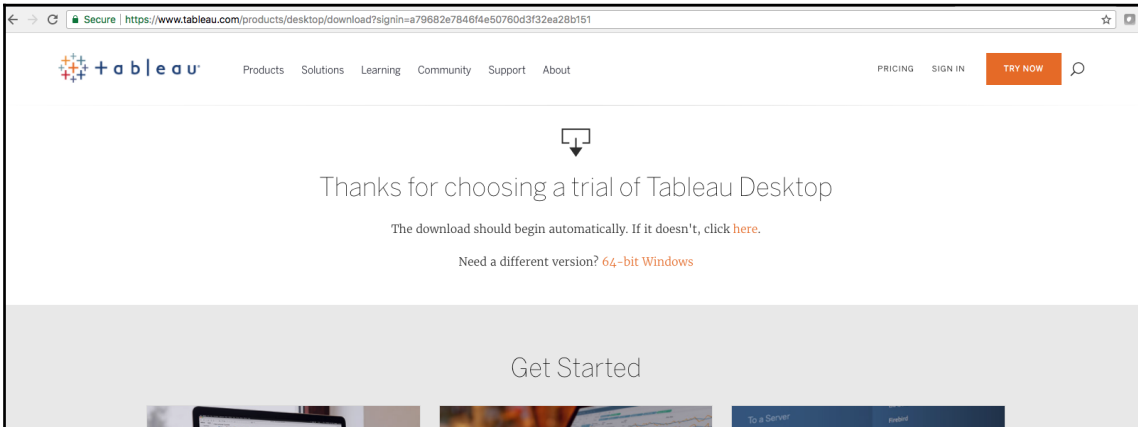 Secure | https://www.tableau.com/products/desktop/download?signin=a79682e7846f4e50760d3f32ea28b151
+ a b | e a u
Products Solutions Learning Community Support About
PRICING SIGN IN TRY NOW
Thanks for choosing a trial of Tableau Desktop
The download should begin automatically. If it doesn't, click here.
Need a different version? 64-bit Windows
Get Started
To a Server